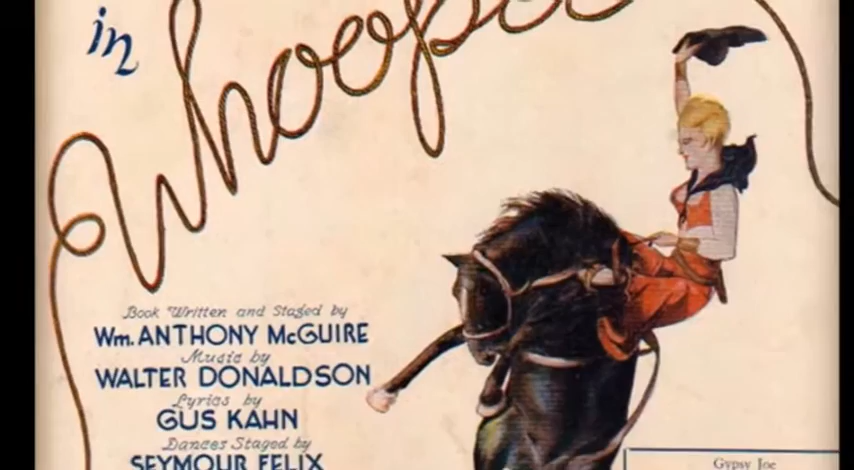 in
Whoopee
Book Written and Staged by
Wm. ANTHONY McGUIRE
Music by
WALTER DONALDSON
Lyrics by
GUS KAHN
Dances Staged by
SEYMOUR FELIX
Gypsy Joe